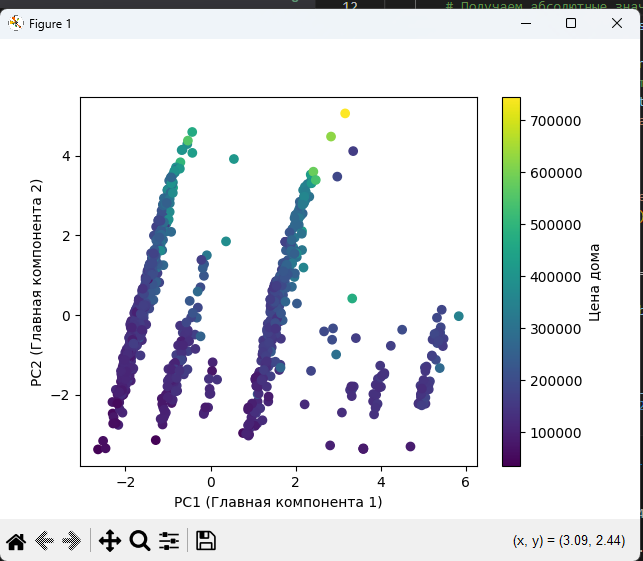 Figure 1
12
# Получаем абсолютные знач
700000
600000
500000
400000
300000
200000
100000
Цена дома
4
2
0
−2
PC2 (Главная компонента 2)
−2
0
2
4
6
PC1 (Главная компонента 1)
(x, y) = (3.09, 2.44)